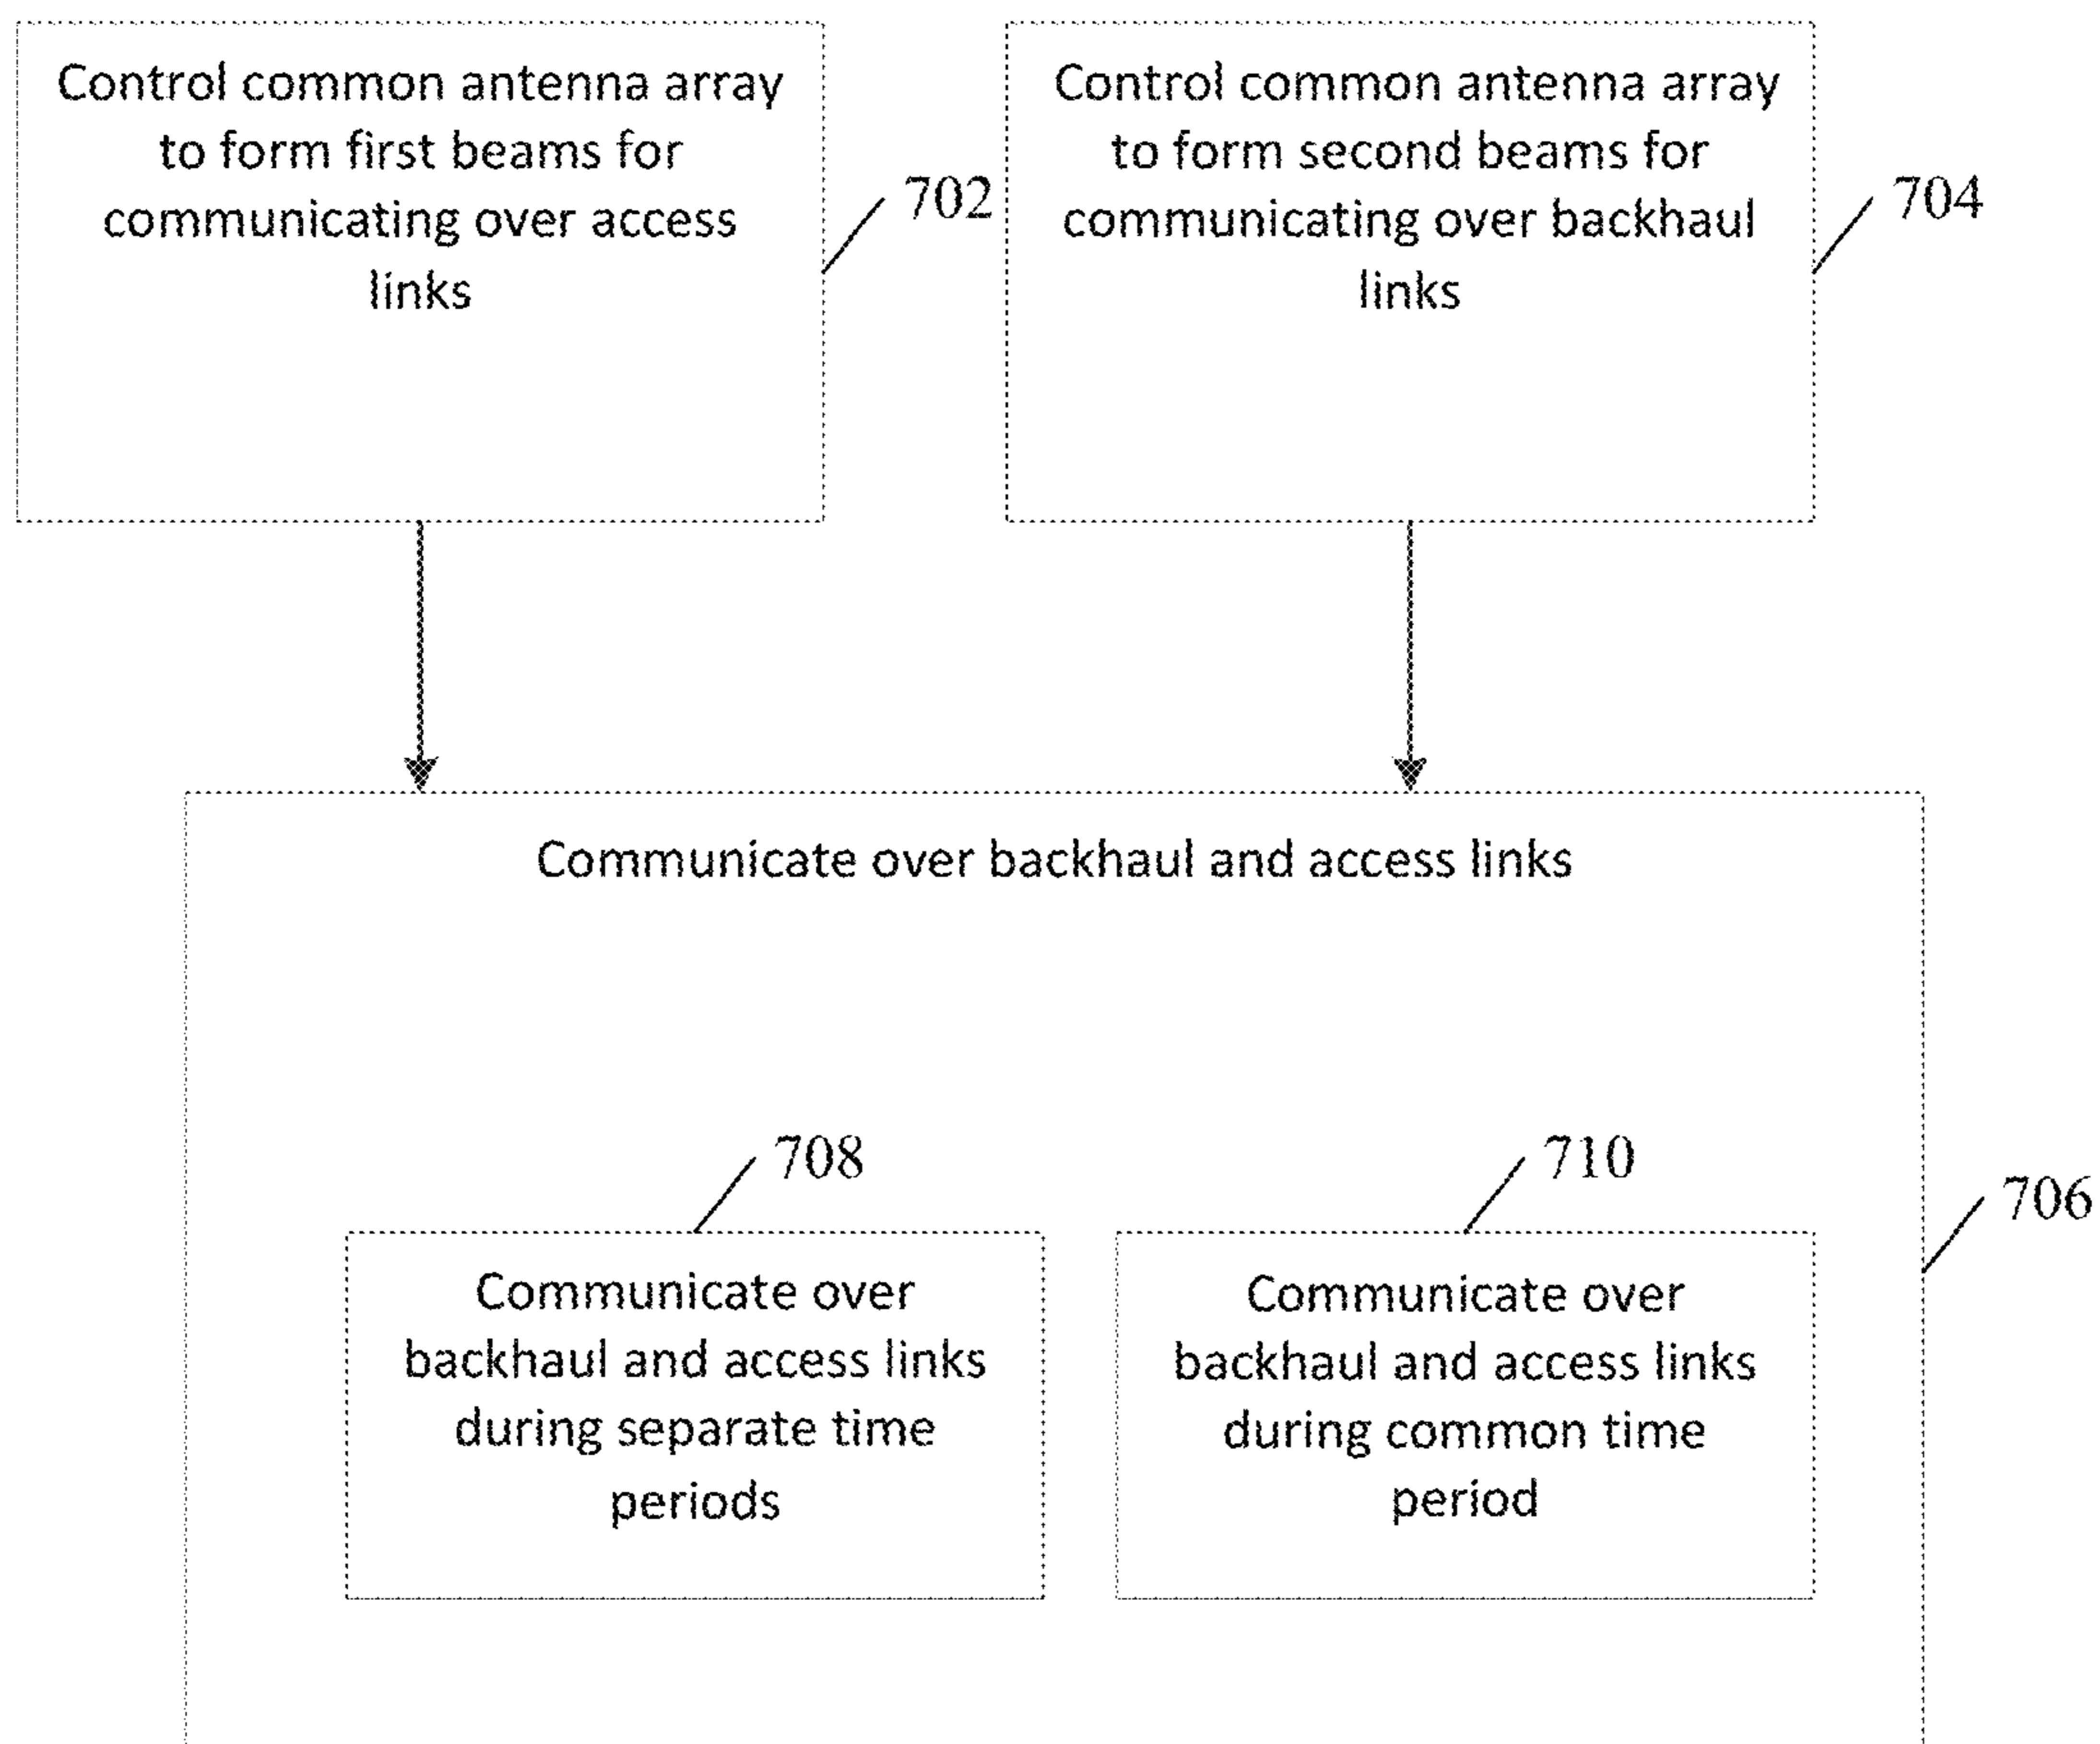 Control common antenna array
to form first beams for
communicating over access
links
702
Control common antenna array
to form second beams for
communicating over backhaul
links
704
Communicate over backhaul and access links
708
710
706
Communicate over
backhaul and access links
during separate time
periods
Communicate over
backhaul and access links
during common time
period